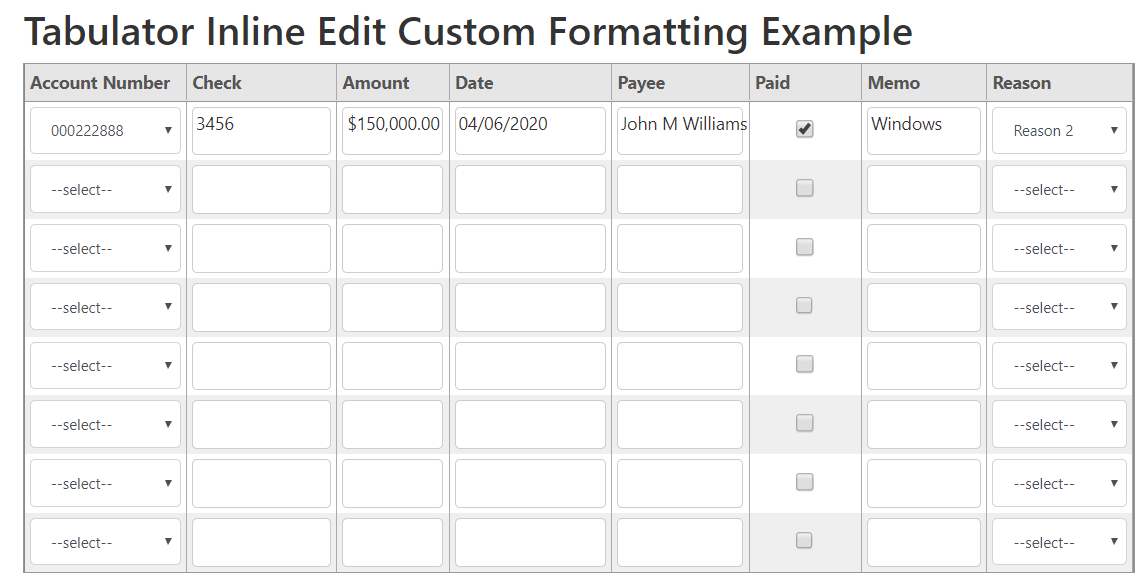 Tabulator Inline Edit Custom Formatting Example
Account Number Check Amount Date Payee Paid Memo Reason
000222888 3456 $150,000.00 04/06/2020 John M Williams Windows Reason 2
--select-- --select--
--select-- --select--
--select-- --select--
--select-- --select--
--select-- --select--
--select-- --select--
--select-- --select--